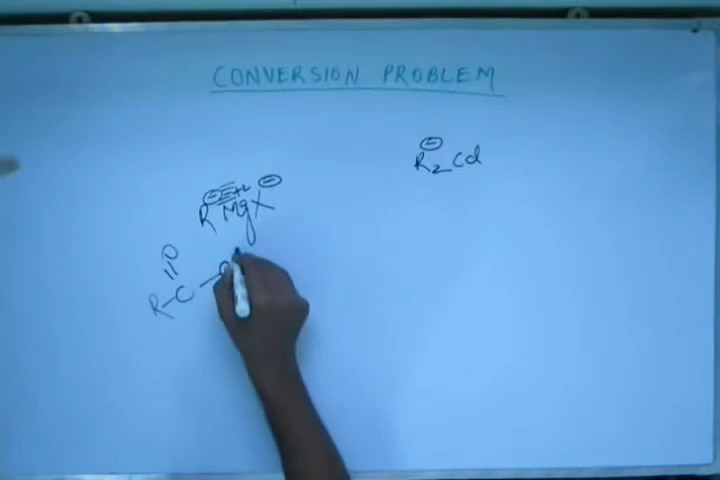 CONVERSION PROBLEM
R₂Cd
RMgX
O
R-C-